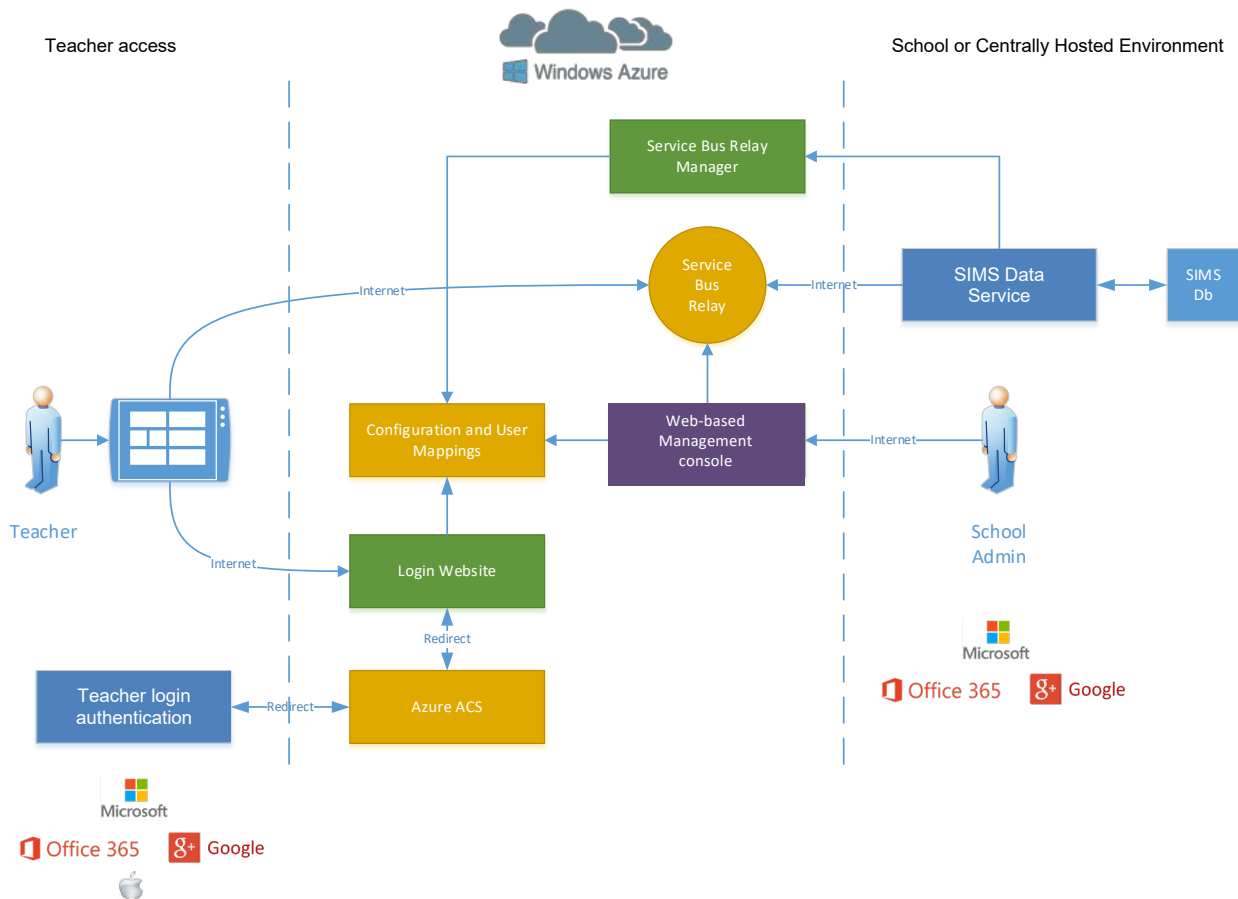 Teacher access
Windows Azure
School or Centrally Hosted Environment
Service Bus Relay
Manager
Service
Bus
Relay
SIMS Data
Service
SIMS
Db
Internet
Internet
Configuration and User
Mappings
Web-based
Management
console
Internet
Teacher
School
Admin
Internet
Login Website
Redirect
Microsoft
Office 365
g+ Google
Teacher login
authentication
Redirect
Azure ACS
Microsoft
Office 365
g+ Google